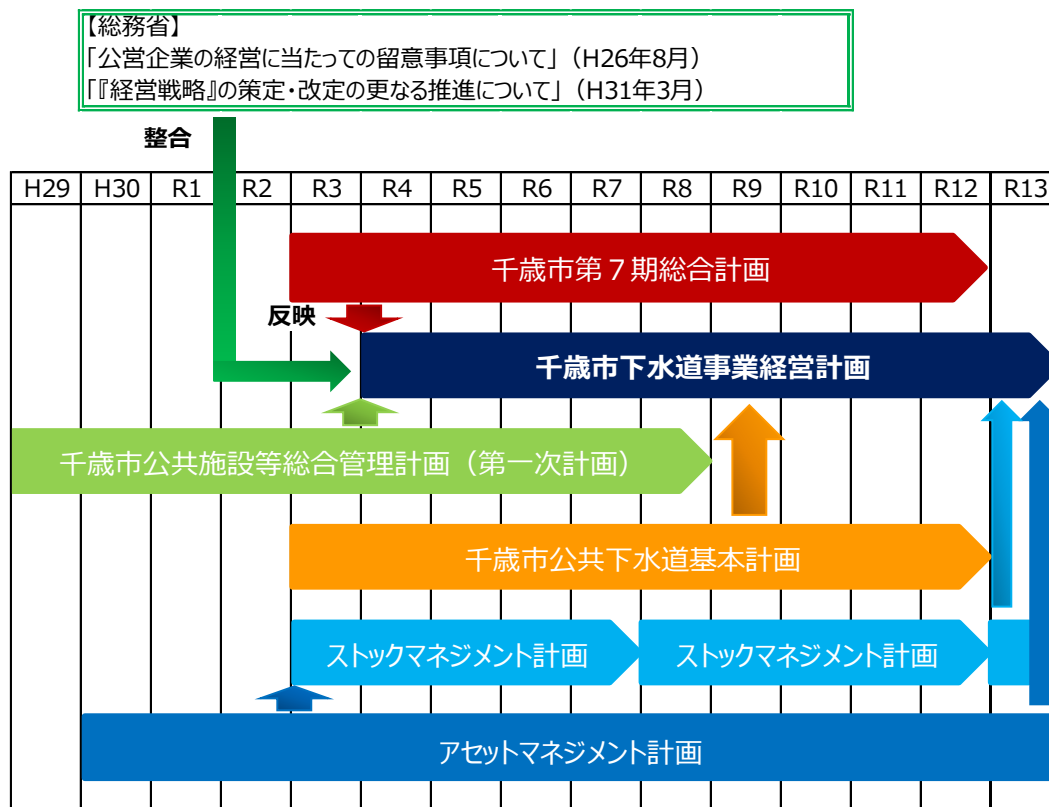 【総務省】
「公営企業の経営に当たっての留意事項について」（H26年8月）
「『経営戦略』の策定・改定の更なる推進について」（H31年3月）
整合
H29 H30 R1 R2 R3 R4 R5 R6 R7 R8 R9 R10 R11 R12 R13
千歳市第７期総合計画
反映
千歳市下水道事業経営計画
千歳市公共施設等総合管理計画（第一次計画）
千歳市公共下水道基本計画
ストックマネジメント計画 ストックマネジメント計画
アセットマネジメント計画